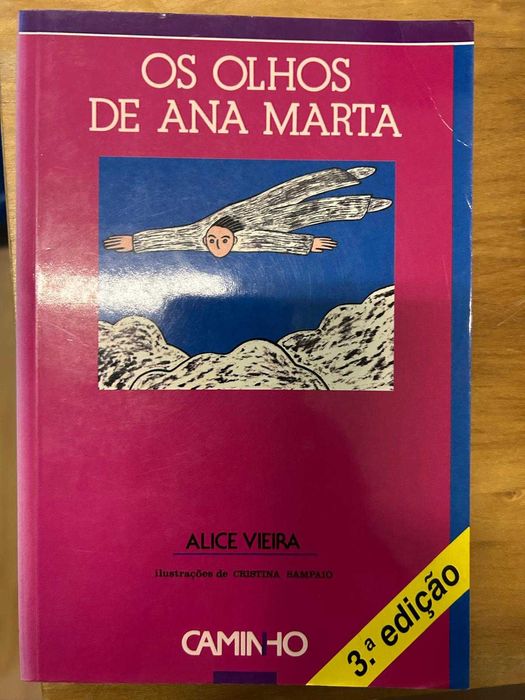 OS OLHOS
DE ANA MARTA
ALICE VIEIRA
ilustrações de CRISTINA SAMPAIO
CAMINHO
3.ª edição